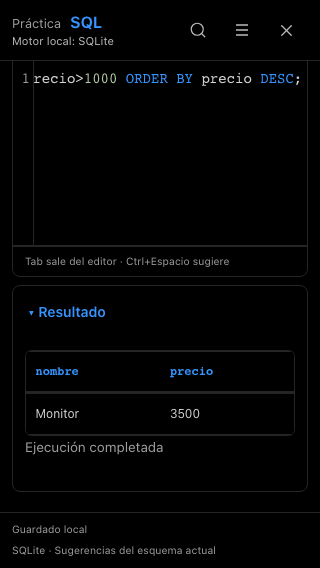 Práctica SQL
Motor local: SQLite
1 recio>1000 ORDER BY precio DESC;
Tab sale del editor · Ctrl+Espacio sugiere
▾ Resultado
nombre precio
Monitor 3500
Ejecución completada
Guardado local
SQLite · Sugerencias del esquema actual